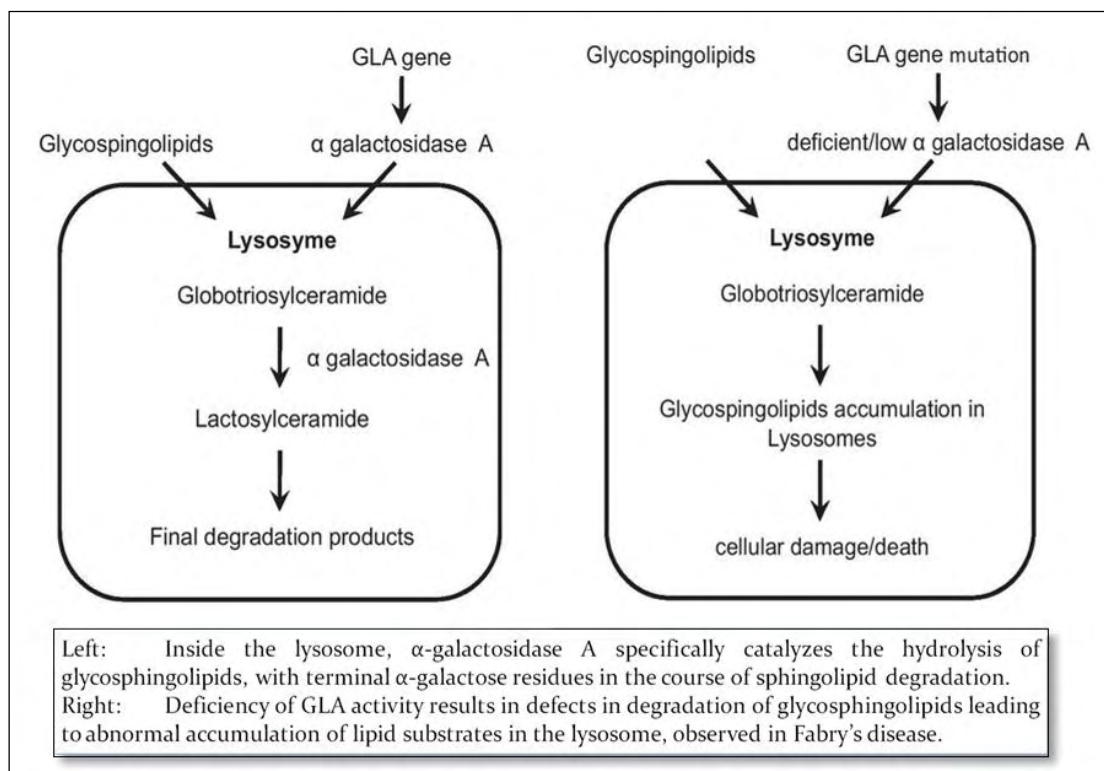 GLA gene
Glycospingolipids
α galactosidase A
Lysosyme
Globotriosylceramide
α galactosidase A
Lactosylceramide
Final degradation products
Glycospingolipids
GLA gene mutation
deficient/low α galactosidase A
Lysosyme
Globotriosylceramide
Glycospingolipids accumulation in
Lysosomes
cellular damage/death
Left: Inside the lysosome, α-galactosidase A specifically catalyzes the hydrolysis of
glycosphingolipids, with terminal α-galactose residues in the course of sphingolipid degradation.
Right: Deficiency of GLA activity results in defects in degradation of glycosphingolipids leading
to abnormal accumulation of lipid substrates in the lysosome, observed in Fabry’s disease.